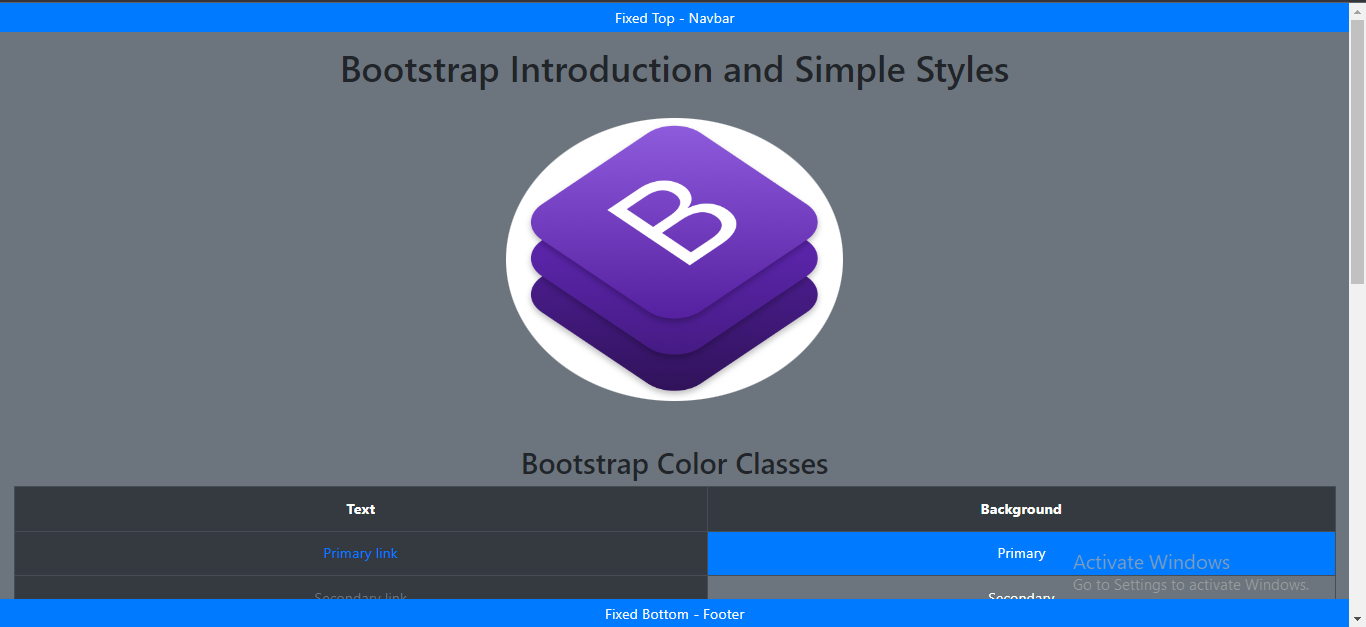 Fixed Top - Navbar
Bootstrap Introduction and Simple Styles
B
Bootstrap Color Classes
Text Background
Primary link Primary
Secondary link Secondary
Activate Windows
Go to Settings to activate Windows.
Fixed Bottom - Footer